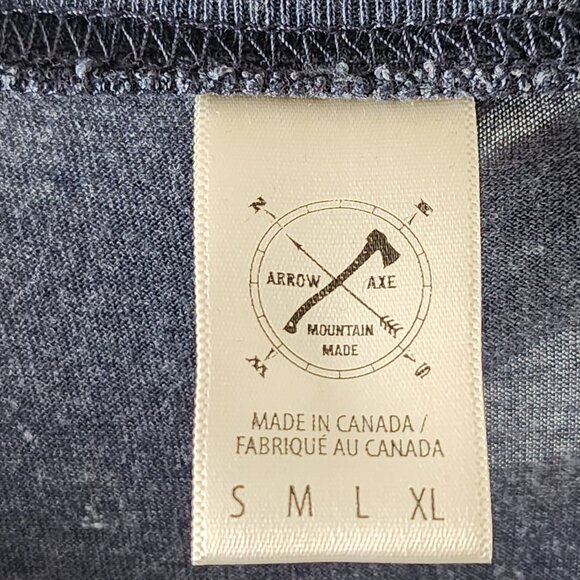 N E
ARROW AXE
MOUNTAIN
MADE
W S
MADE IN CANADA /
FABRIQUÉ AU CANADA
S M L XL